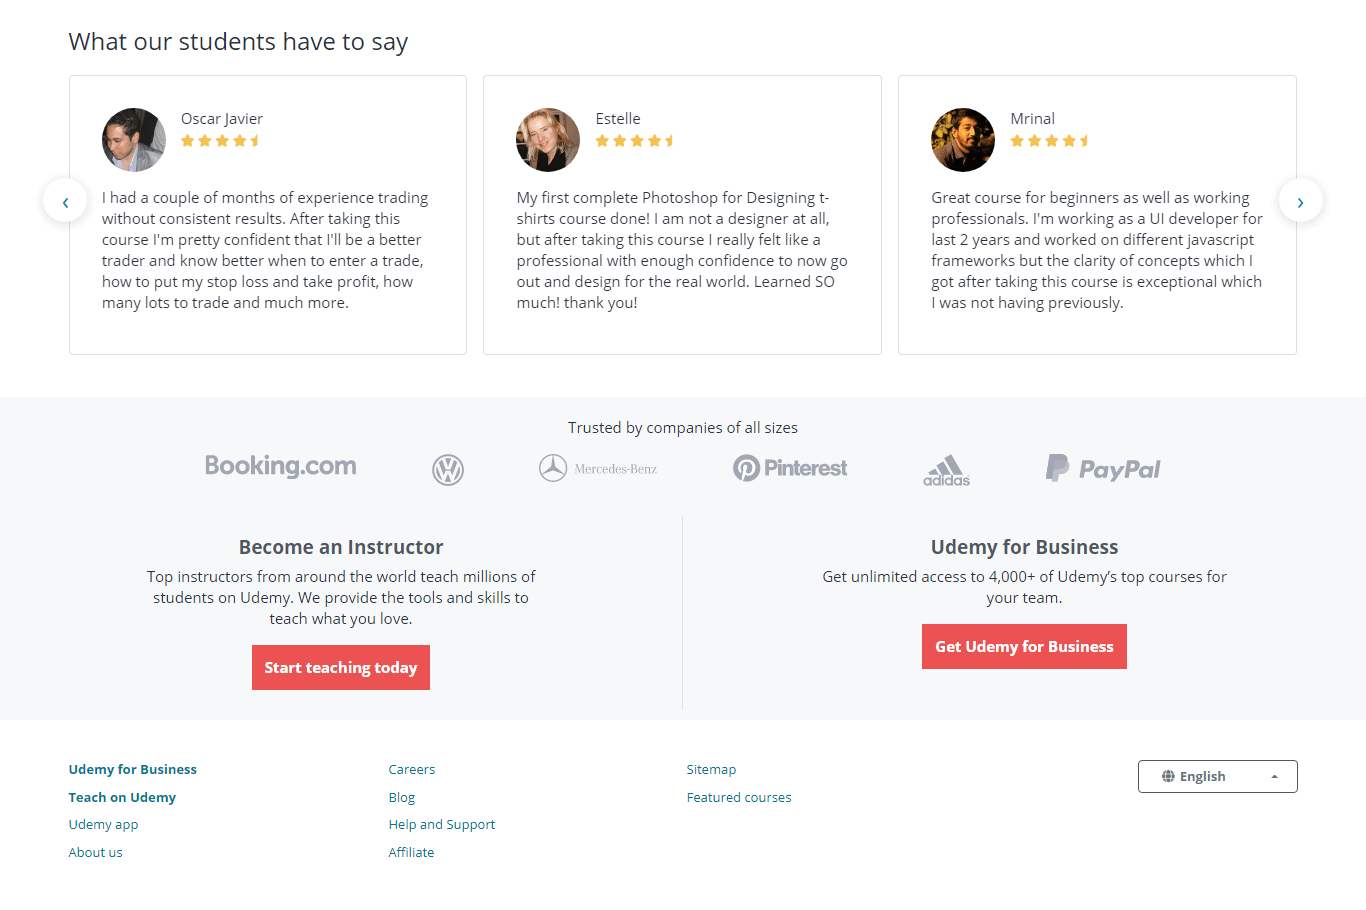 What our students have to say
Oscar Javier
I had a couple of months of experience trading
without consistent results. After taking this
course I'm pretty confident that I'll be a better
trader and know better when to enter a trade,
how to put my stop loss and take profit, how
many lots to trade and much more.
Estelle
My first complete Photoshop for Designing t-
shirts course done! I am not a designer at all,
but after taking this course I really felt like a
professional with enough confidence to now go
out and design for the real world. Learned SO
much! thank you!
Mrinal
Great course for beginners as well as working
professionals. I'm working as a UI developer for
last 2 years and worked on different javascript
frameworks but the clarity of concepts which I
got after taking this course is exceptional which
I was not having previously.
Trusted by companies of all sizes
Booking.com
Mercedes-Benz
Pinterest
adidas
PayPal
Become an Instructor
Top instructors from around the world teach millions of
students on Udemy. We provide the tools and skills to
teach what you love.
Start teaching today
Udemy for Business
Get unlimited access to 4,000+ of Udemy’s top courses for
your team.
Get Udemy for Business
Udemy for Business
Teach on Udemy
Udemy app
About us
Careers
Blog
Help and Support
Affiliate
Sitemap
Featured courses
English